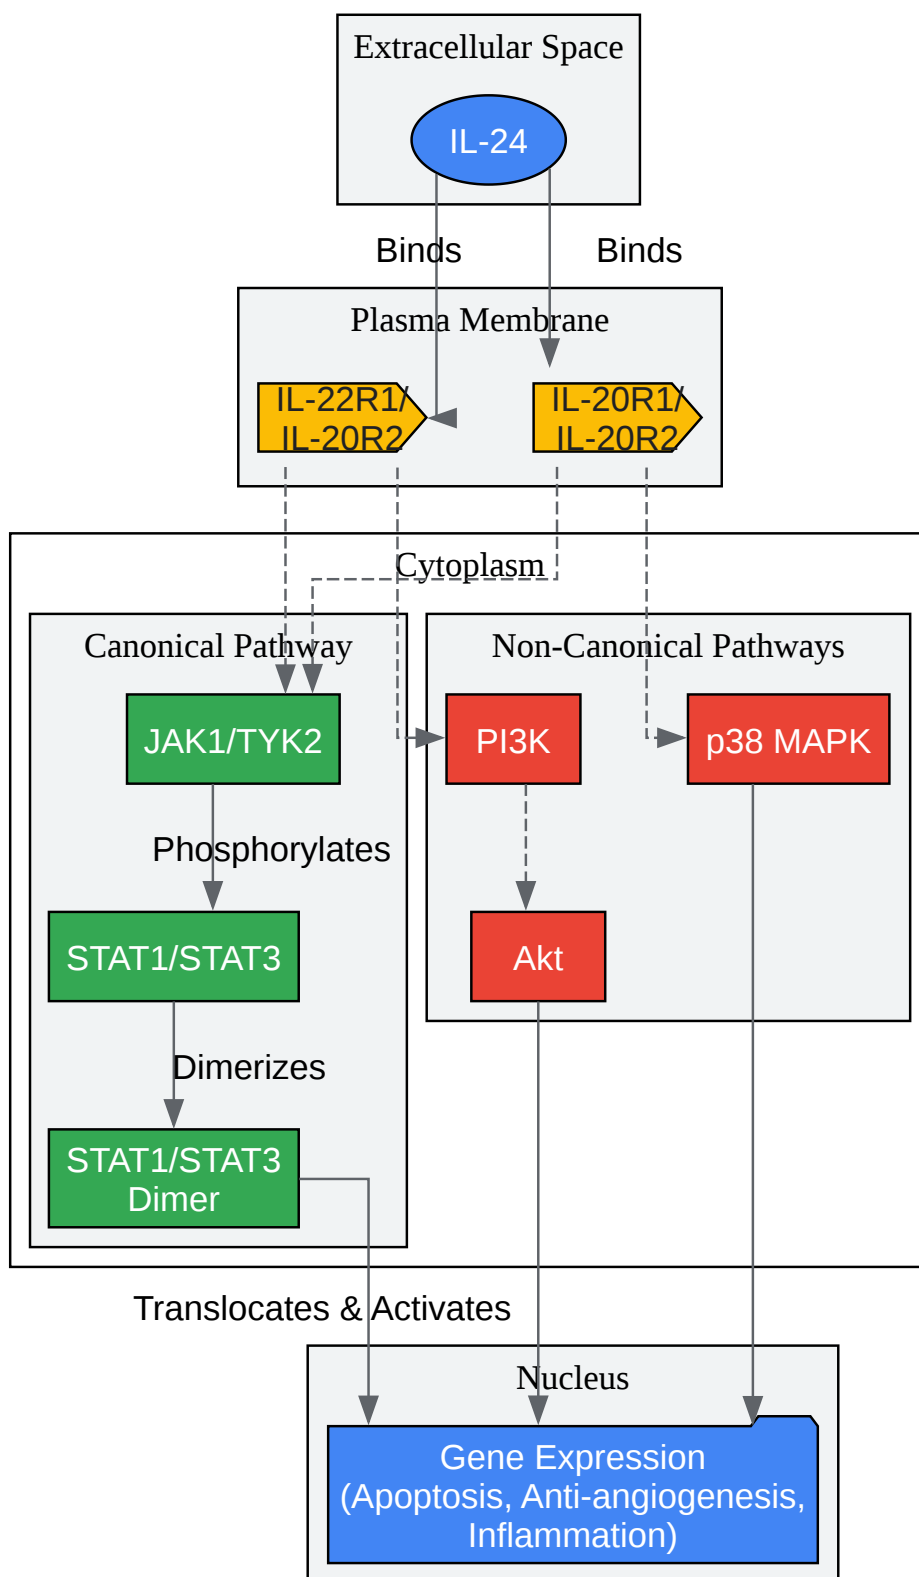 Extracellular Space
IL-24
Binds
Binds
Plasma Membrane
IL-22R1/
IL-20R2
IL-20R1/
IL-20R2
Cytoplasm
Canonical Pathway
Non-Canonical Pathways
JAK1/TYK2
PI3K
p38 MAPK
Phosphorylates
STAT1/STAT3
Akt
Dimerizes
STAT1/STAT3
Dimer
Translocates & Activates
Nucleus
Gene Expression
(Apoptosis, Anti-angiogenesis,
Inflammation)